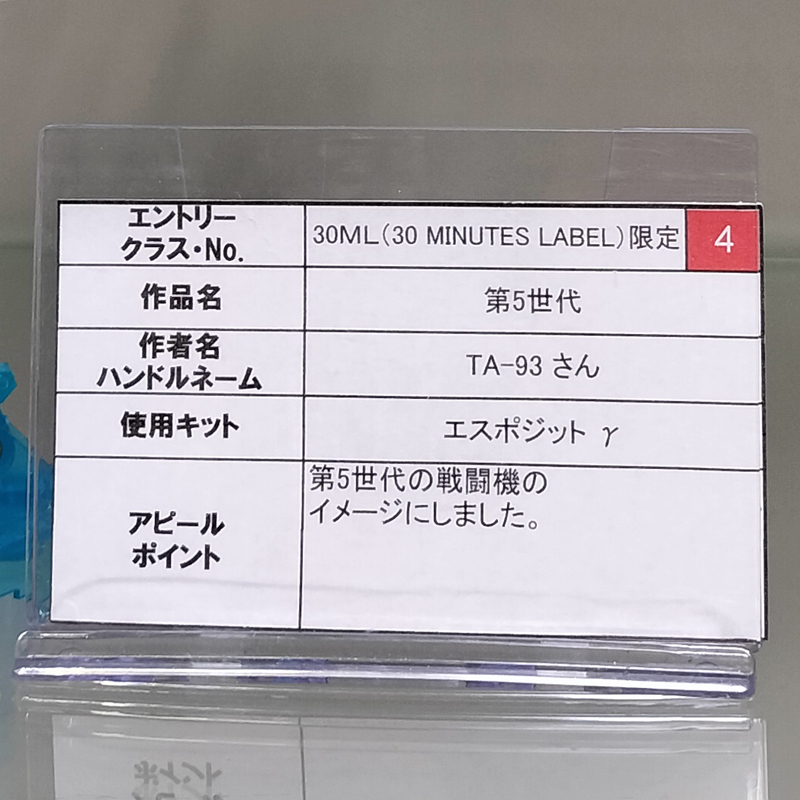 エントリー
クラス・No.
30ML(30 MINUTES LABEL)限定
4
作品名
第5世代
作者名
ハンドルネーム
TA-93 さん
使用キット
エスポジット γ
アピール
ポイント
第5世代の戦闘機の
イメージにしました。